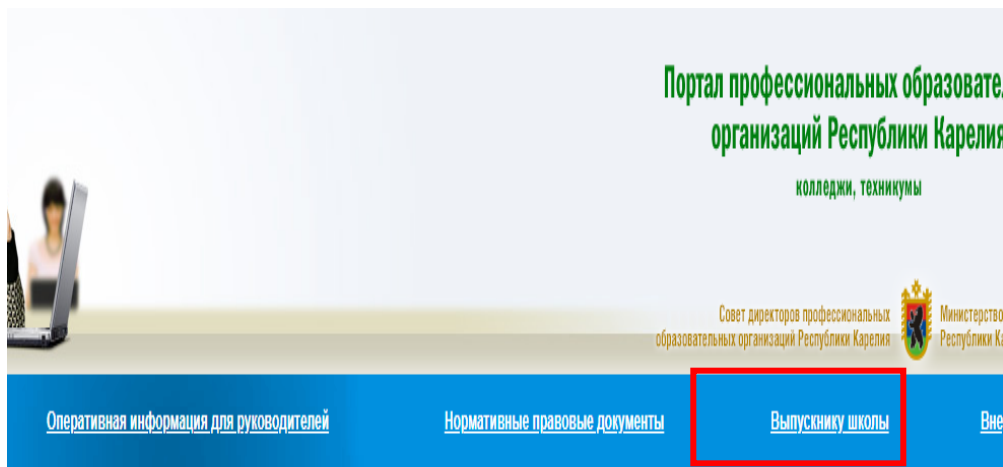 Портал профессиональных образовател
организаций Республики Карелия
колледжи, техникумы
Совет директоров профессиональных
образовательных организаций Республики Карелия
Министерство
Республики Ка
Оперативная информация для руководителей
Нормативные правовые документы
Выпускнику школы
Вне